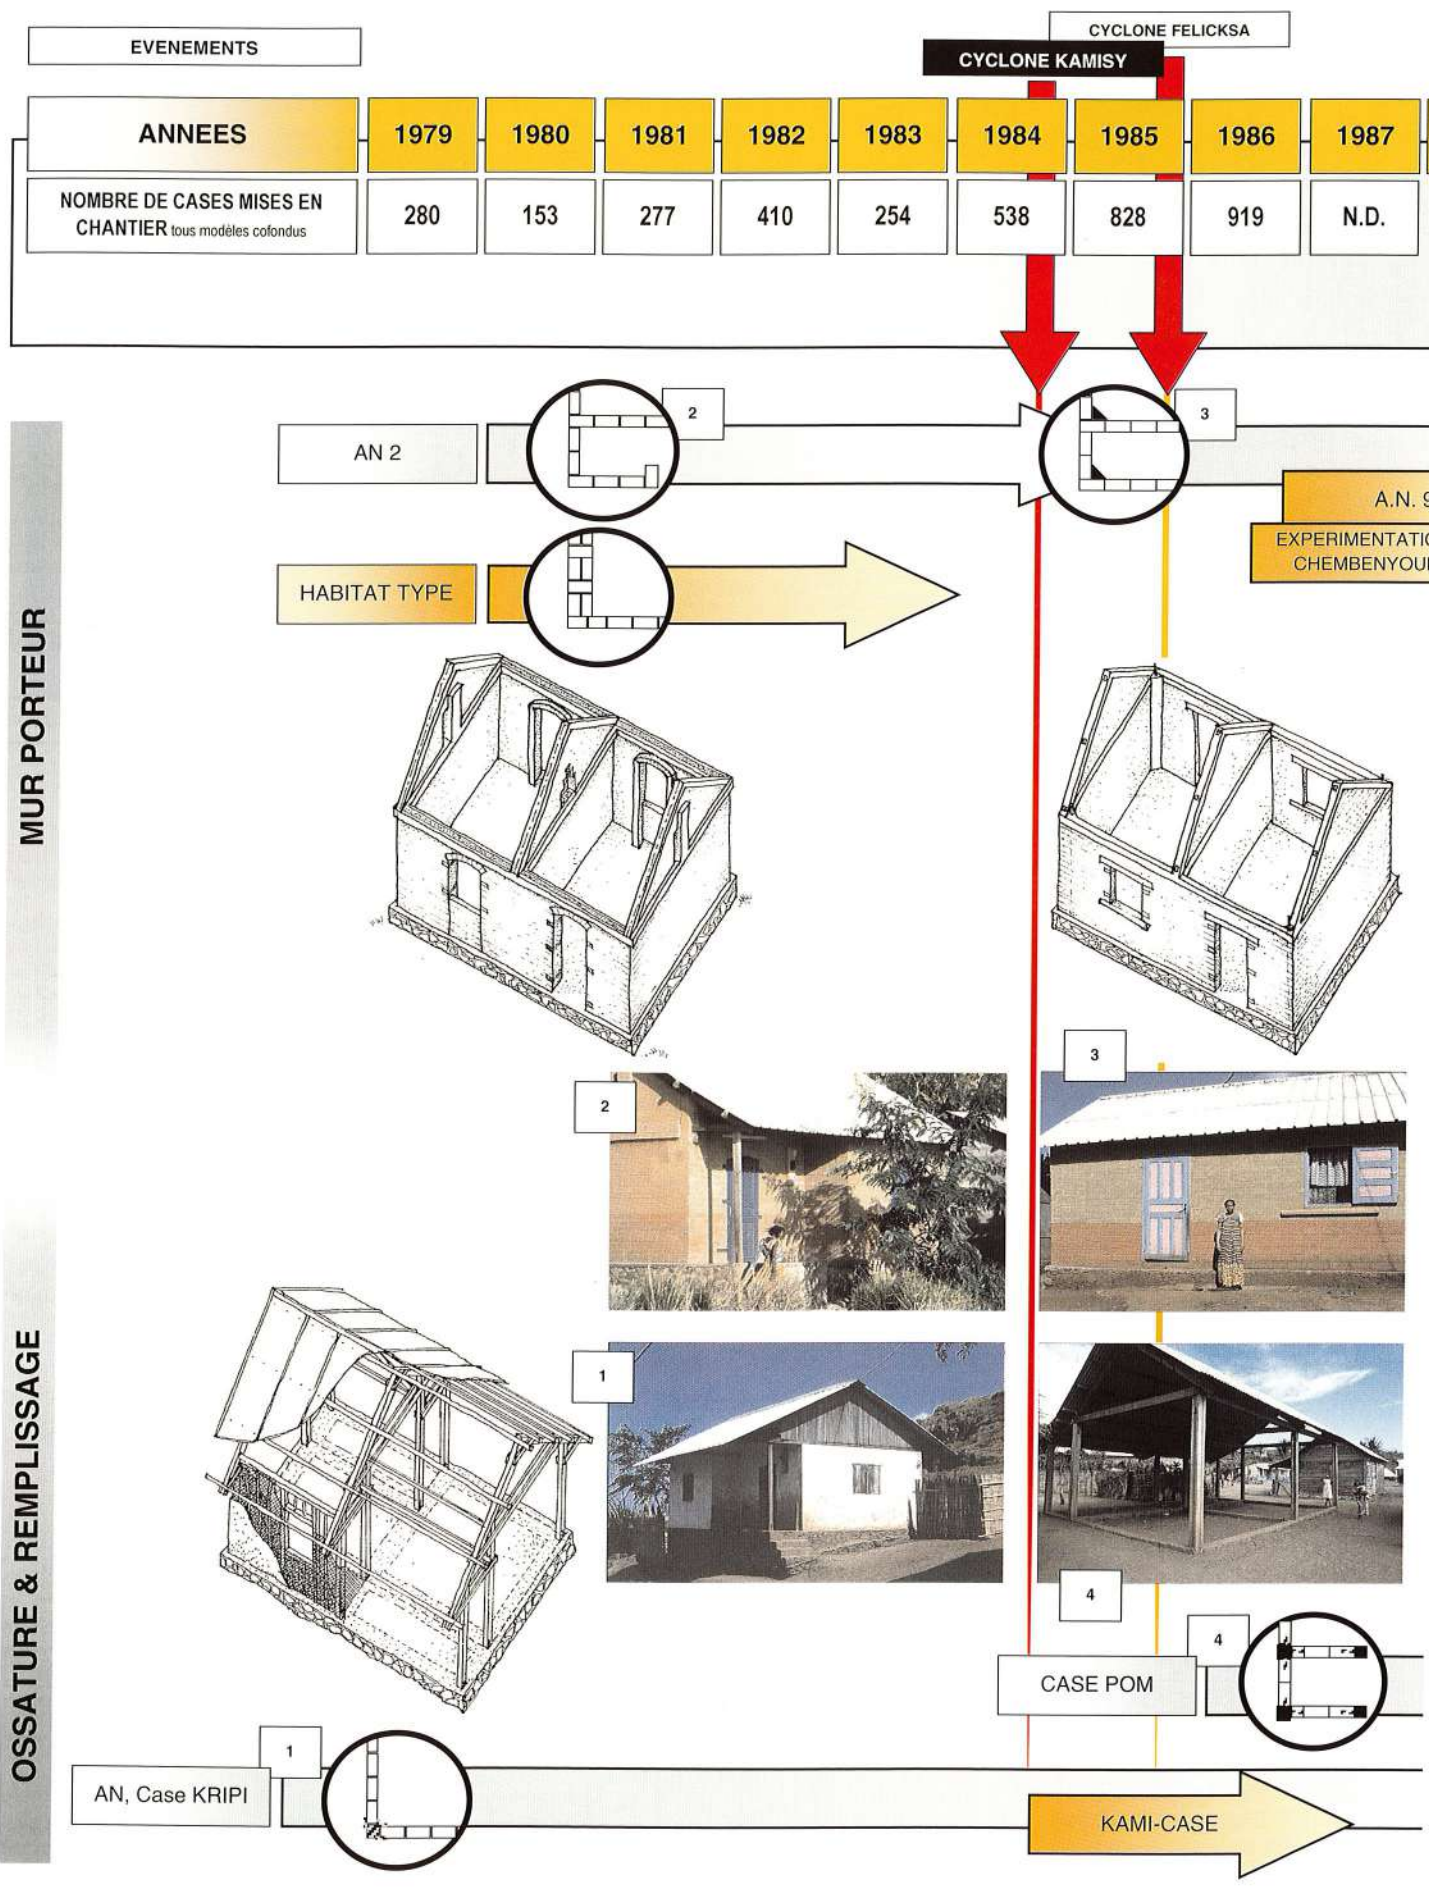 EVENEMENTS
CYCLONE FELICKSA
CYCLONE KAMISY
ANNEES 1979 1980 1981 1982 1983 1984 1985 1986 1987
NOMBRE DE CASES MISES EN
CHANTIER tous modèles cofondus
280 153 277 410 254 538 828 919 N.D.
MUR PORTEUR
AN 2
2
3
A.N. 9
EXPERIMENTATIO
CHEMBENYOU
HABITAT TYPE
2
3
OSSATURE & REMPLISSAGE
1
4
CASE POM
4
AN, Case KRIPI
1
KAMI-CASE